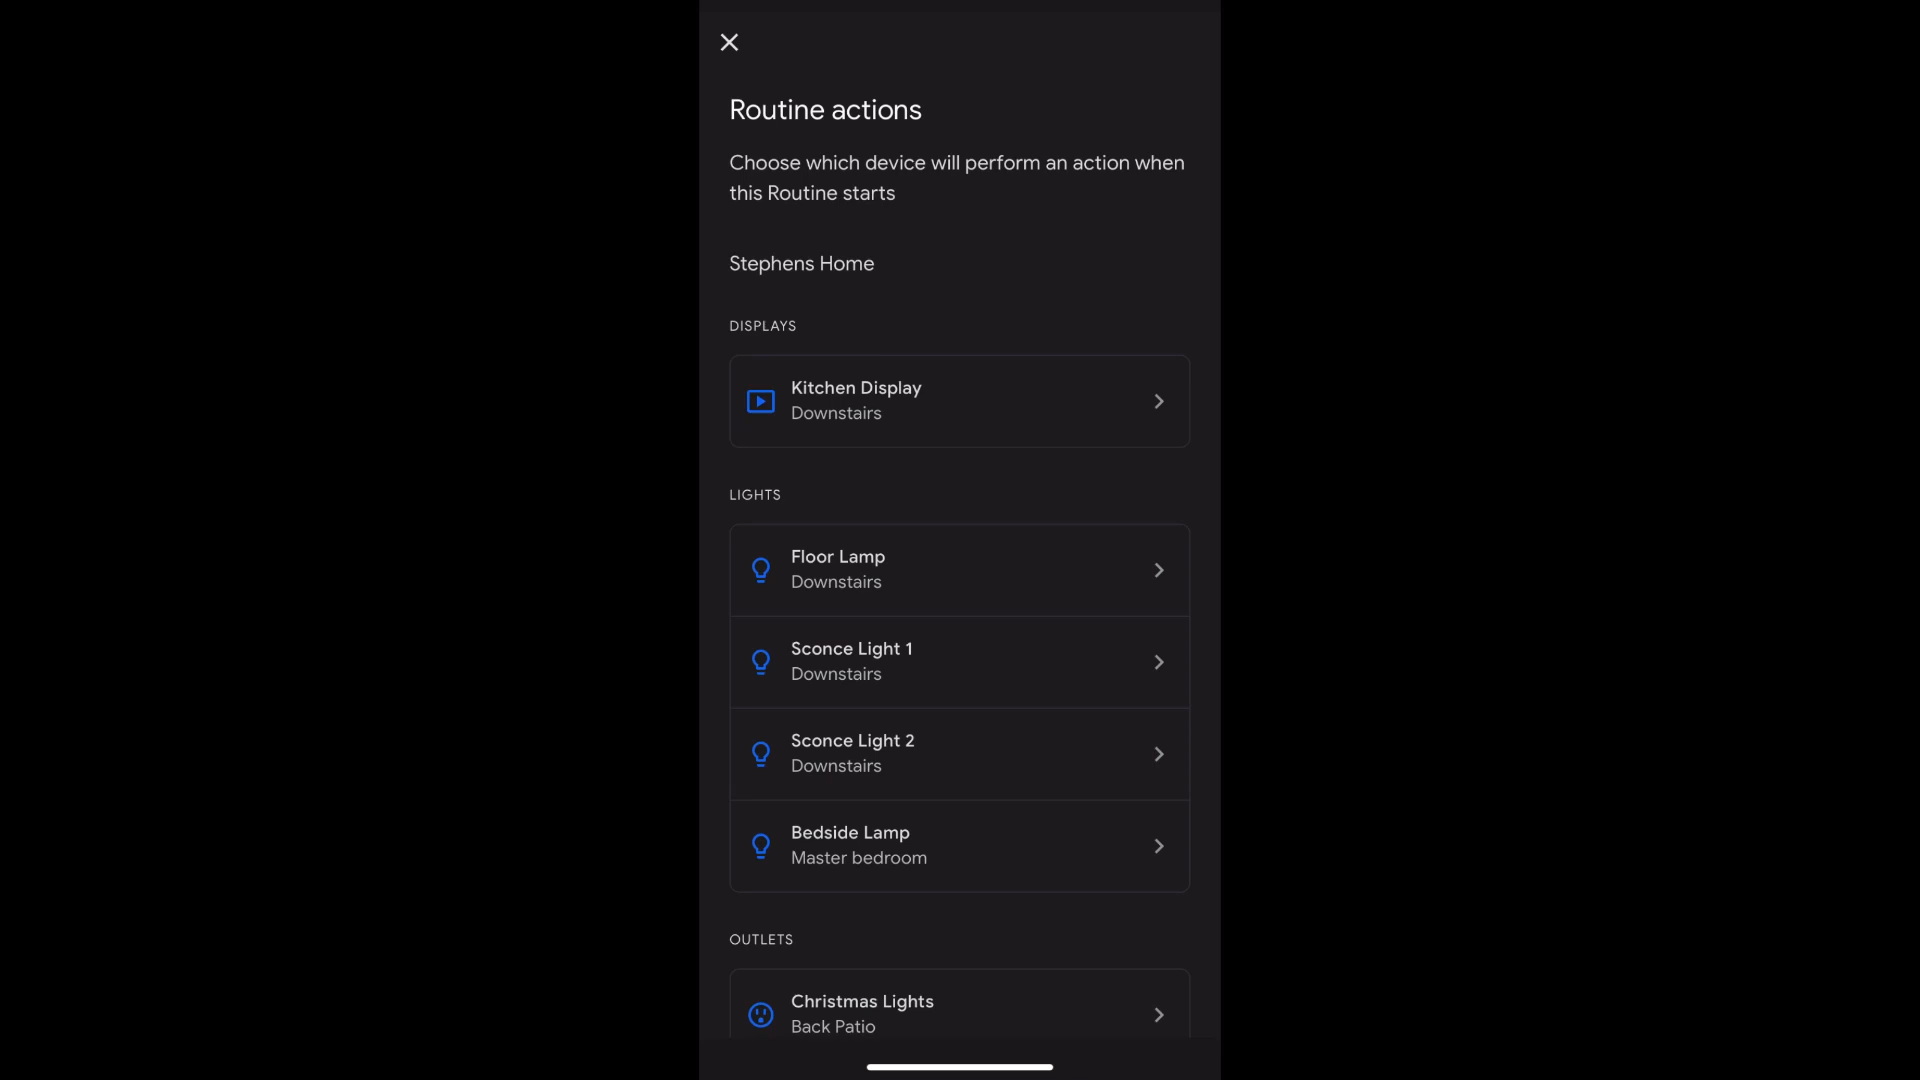 Routine actions
Choose which device will perform an action when
this Routine starts
Stephens Home
DISPLAYS
Kitchen Display
Downstairs
LIGHTS
Floor Lamp
Downstairs
Sconce Light 1
Downstairs
Sconce Light 2
Downstairs
Bedside Lamp
Master bedroom
OUTLETS
Christmas Lights
Back Patio